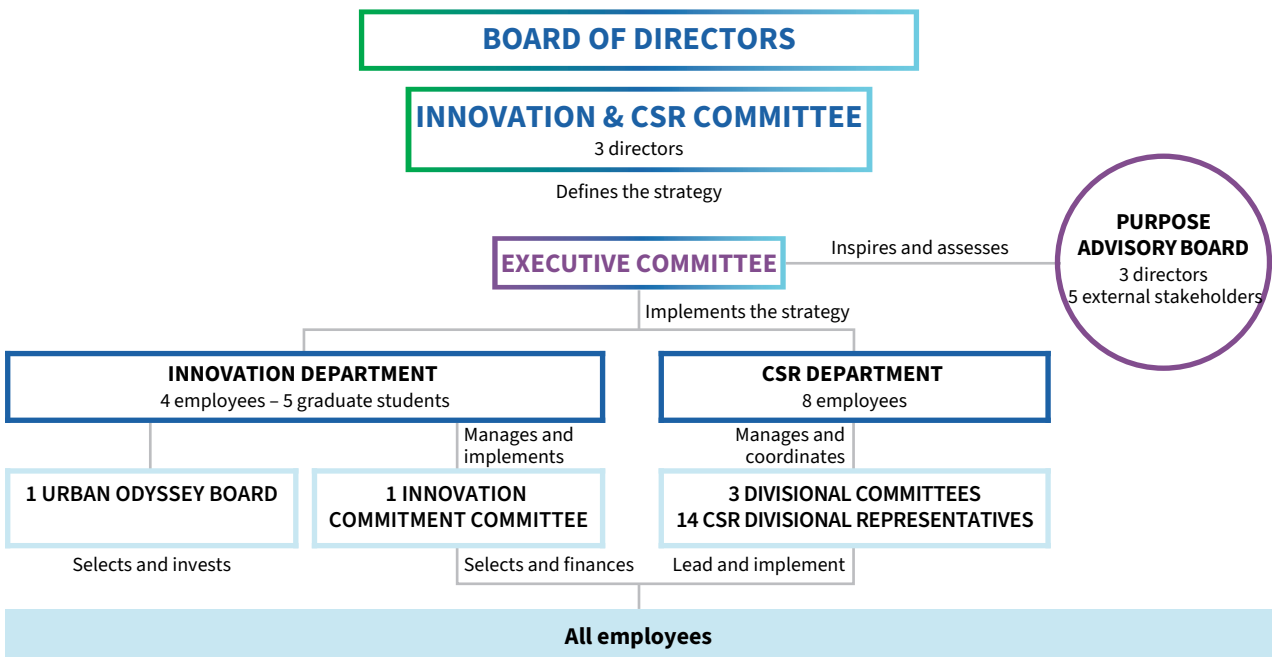 BOARD OF DIRECTORS
INNOVATION & CSR COMMITTEE
3 directors
Defines the strategy
EXECUTIVE COMMITTEE
Inspires and assesses
PURPOSE
ADVISORY BOARD
3 directors
5 external stakeholders
Implements the strategy
INNOVATION DEPARTMENT
4 employees – 5 graduate students
CSR DEPARTMENT
8 employees
Manages and
implements
Manages and
coordinates
1 URBAN ODYSSEY BOARD
1 INNOVATION
COMMITMENT COMMITTEE
3 DIVISIONAL COMMITTEES
14 CSR DIVISIONAL REPRESENTATIVES
Selects and invests
Selects and finances
Lead and implement
All employees